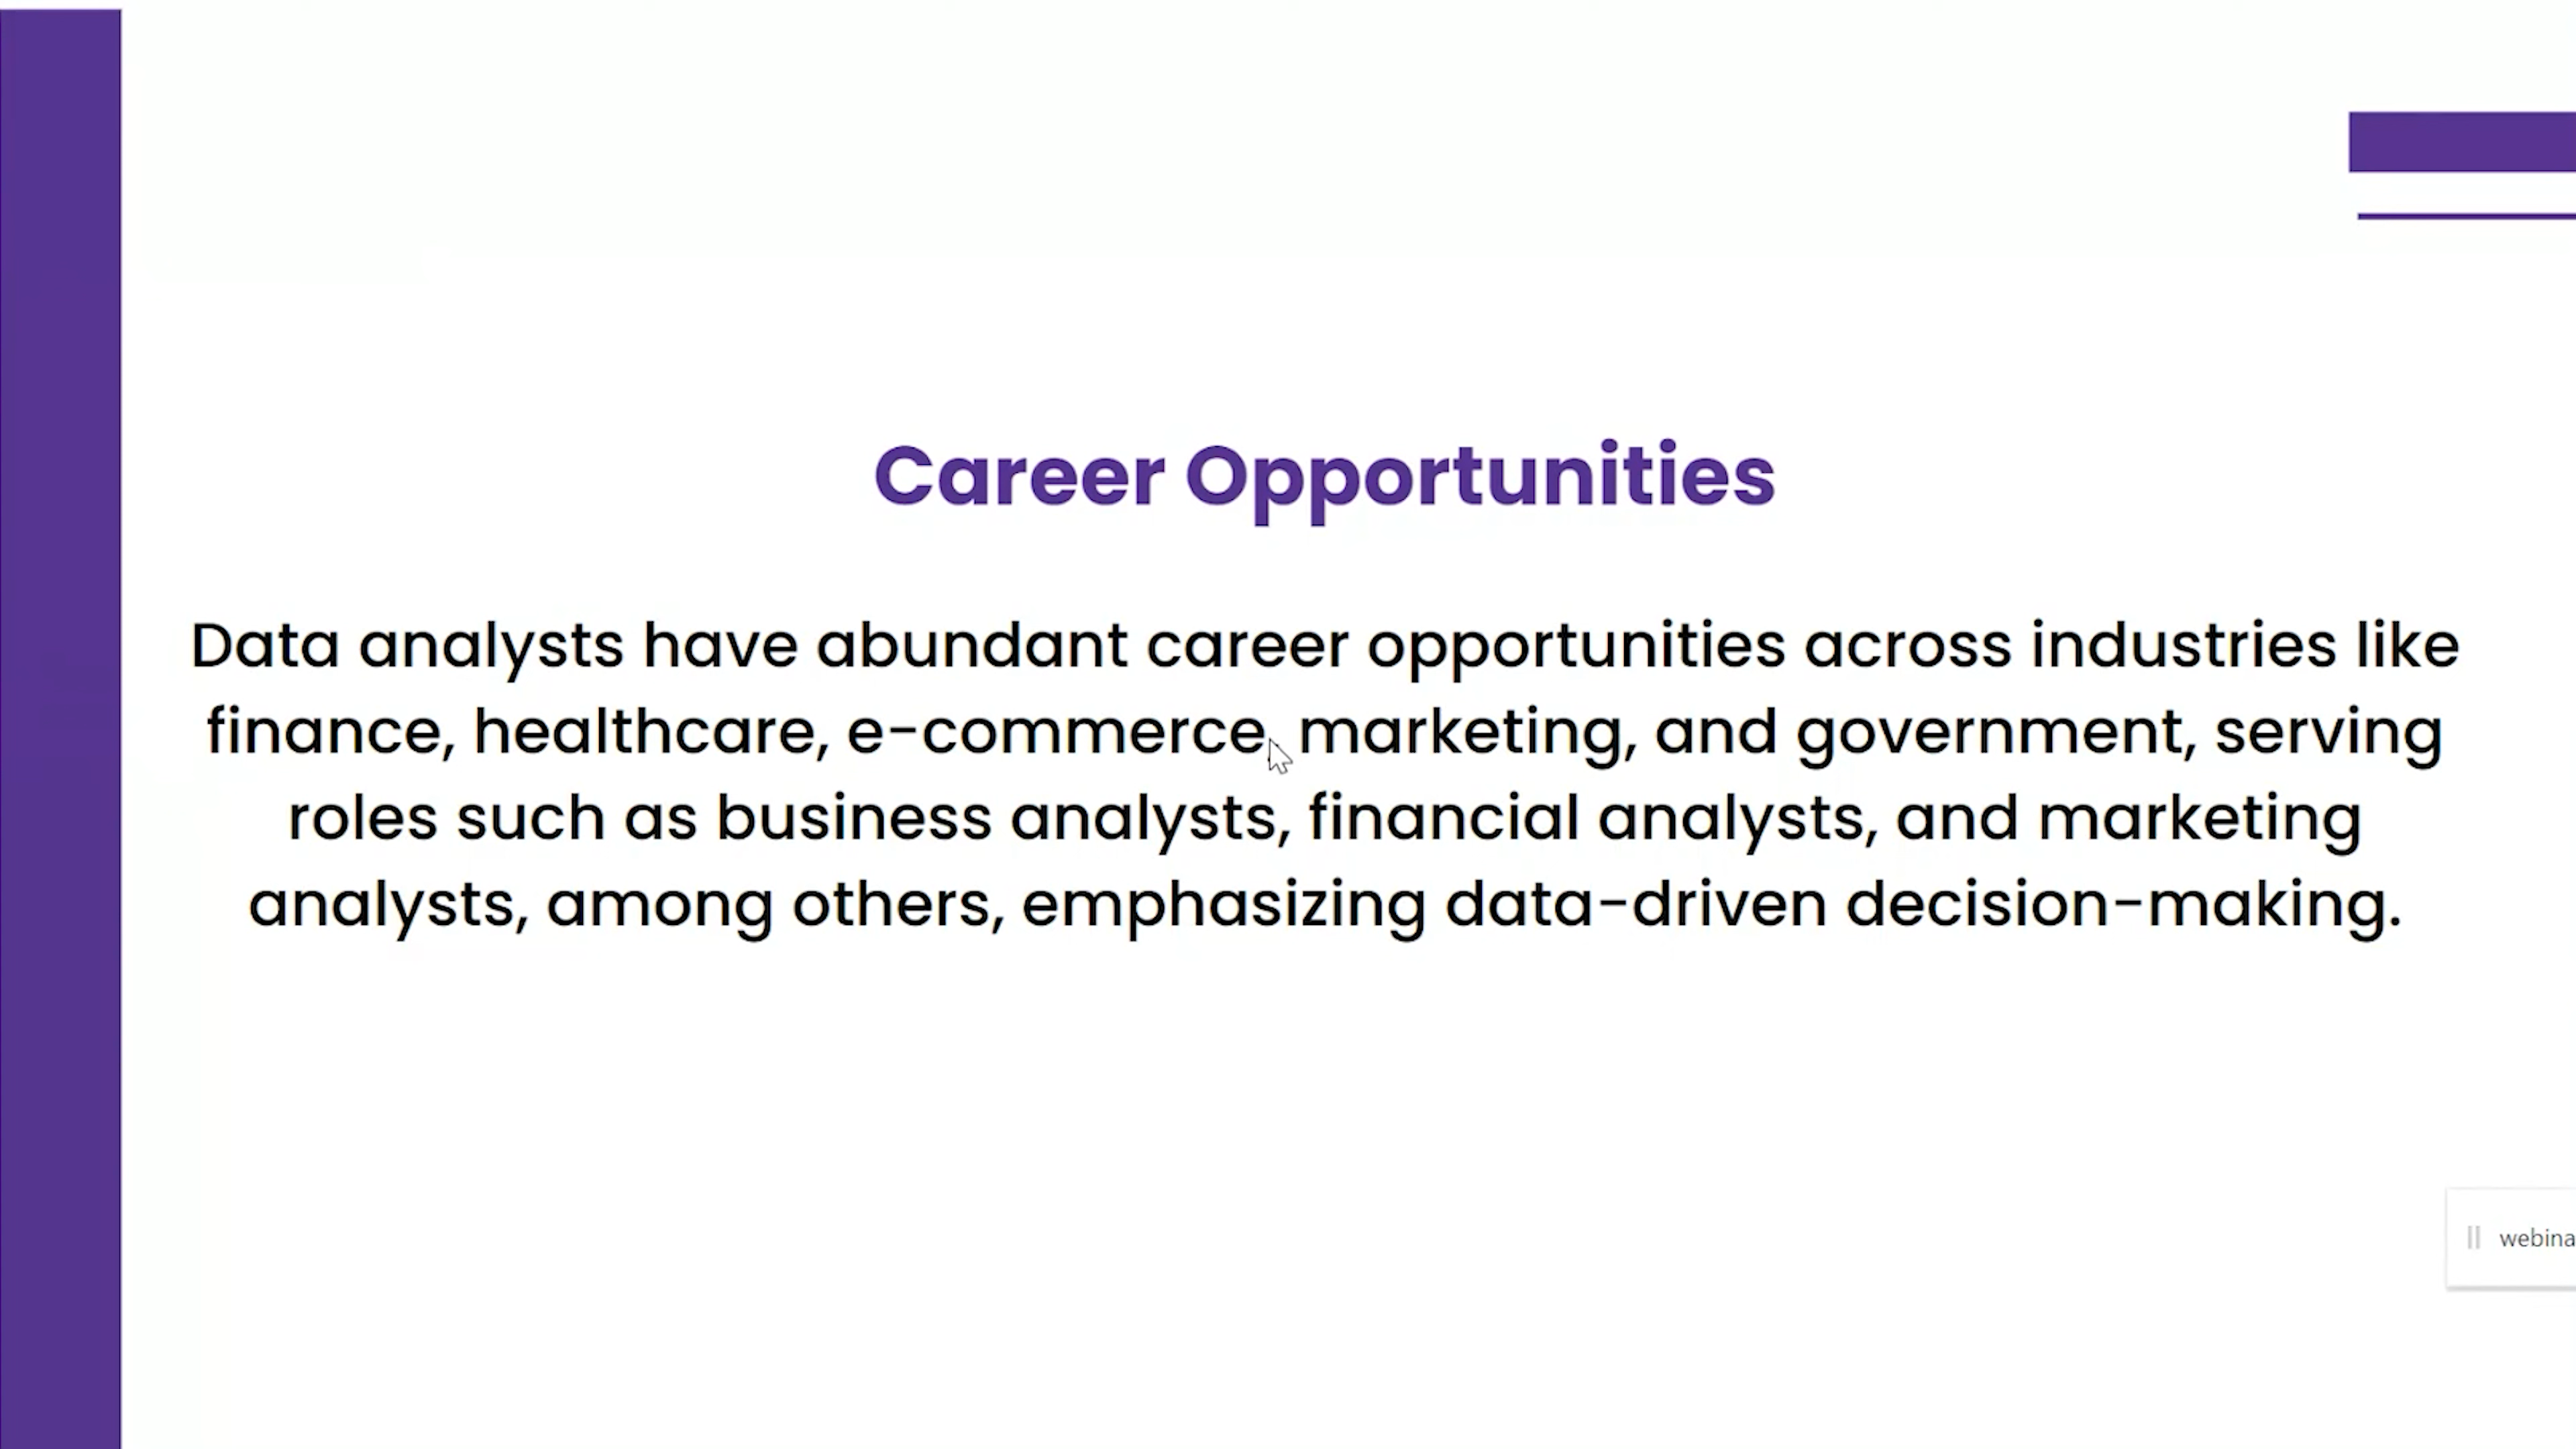 Career Opportunities
Data analysts have abundant career opportunities across industries like
finance, healthcare, e-commerce, marketing, and government, serving
roles such as business analysts, financial analysts, and marketing
analysts, among others, emphasizing data-driven decision-making.
webina